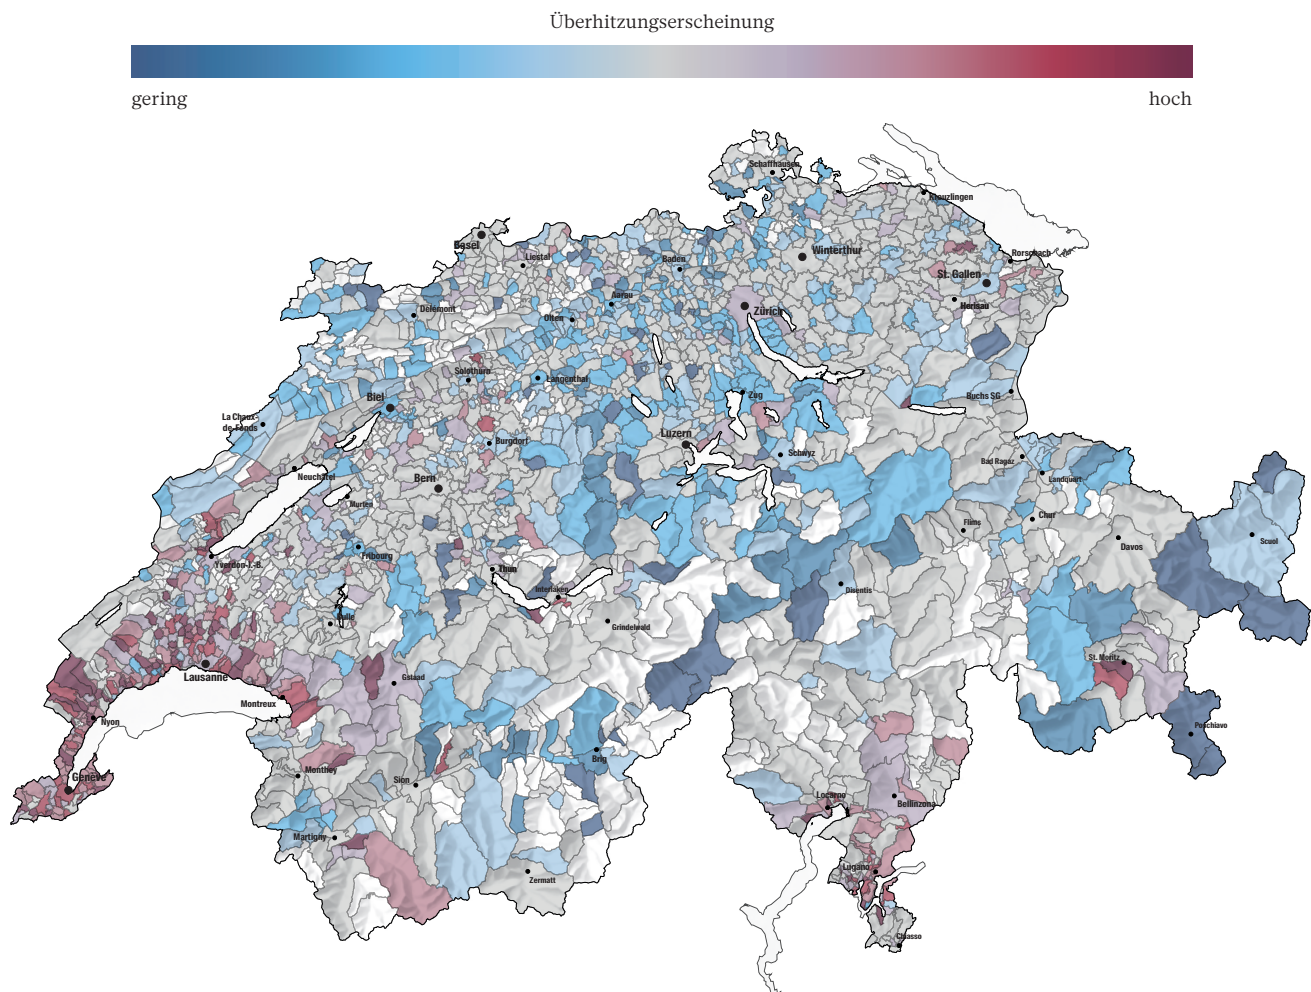 Überhitzungserscheinung
gering
hoch
Schaffhausen
Kreuzlingen
Basel
Winterthur
Rorschach
Liestal
Baden
St. Gallen
Aarau
Herisau
Delémont
Olten
Zürich
Solothurn
Langenthal
Biel
Zug
Buchs SG
La Chaux-
de-Fonds
Luzern
Burgdorf
Schwyz
Bad Ragaz
Neuchâtel
Landquart
Bern
Murten
Chur
Flims
Davos
Scuol
Fribourg
Yverdon-l.-B.
Thun
Interlaken
Disentis
Bulle
Grindelwald
St. Moritz
Lausanne
Gstaad
Montreux
Nyon
Poschiavo
Brig
Monthey
Genève
Sion
Locarno
Bellinzona
Martigny
Lugano
Zermatt
Chiasso